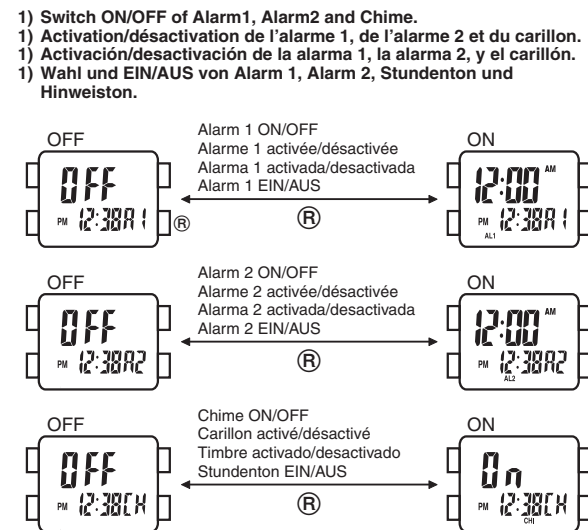 1) Switch ON/OFF of Alarm1, Alarm2 and Chime.
1) Activation/désactivation de l’alarme 1, de l’alarme 2 et du carillon.
1) Activación/desactivación de la alarma 1, la alarma 2, y el carillón.
1) Wahl und EIN/AUS von Alarm 1, Alarm 2, Stundenton und
Hinweiston.
OFF
OFF
PM 12:38A1
®
Alarm 1 ON/OFF
Alarme 1 activée/désactivée
Alarma 1 activada/desactivada
Alarm 1 EIN/AUS
®
ON
12:00 AM
PM 12:38A1
AL1
OFF
OFF
PM 12:38A2
Alarm 2 ON/OFF
Alarme 2 activée/désactivée
Alarma 2 activada/desactivada
Alarm 2 EIN/AUS
®
ON
12:00 AM
PM 12:38A2
AL2
OFF
OFF
PM 12:38CH
Chime ON/OFF
Carillon activé/désactivé
Timbre activado/desactivado
Stundenton EIN/AUS
®
ON
On
PM 12:38CH
CHI